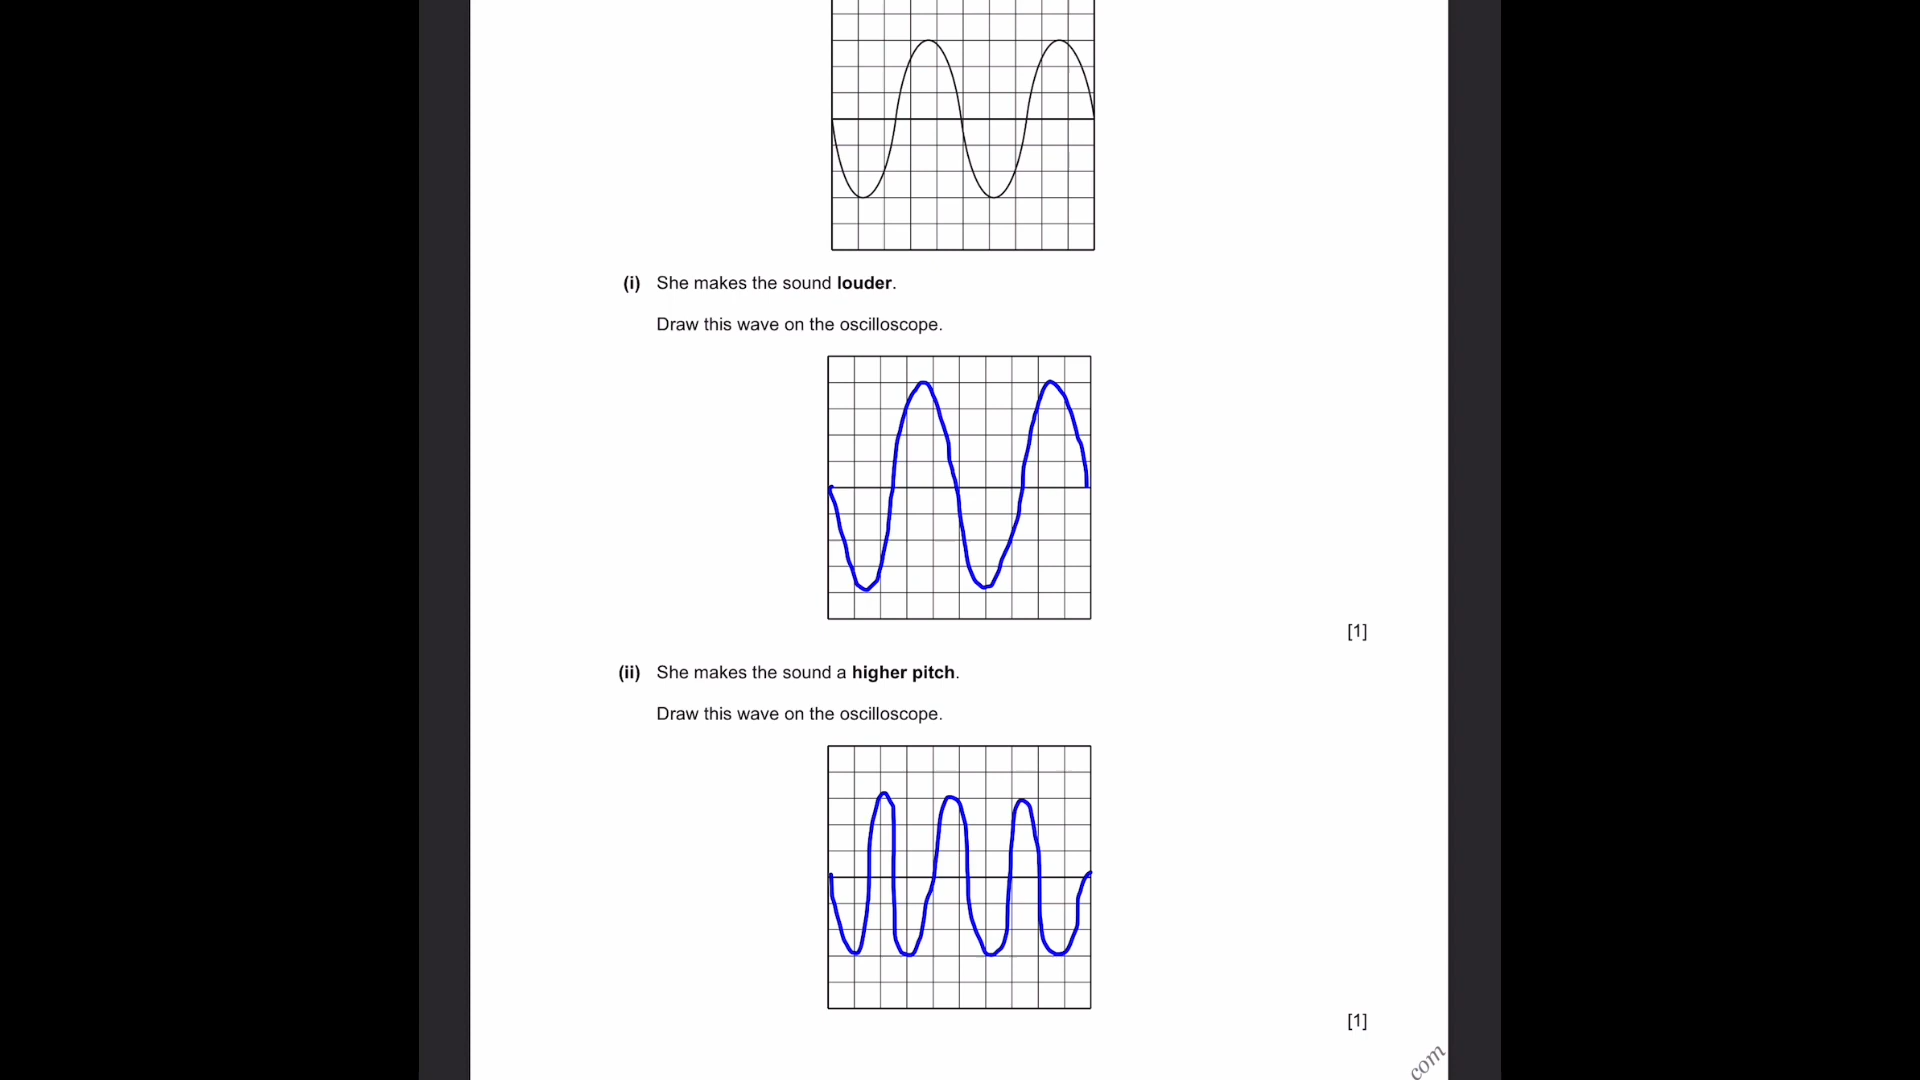 (i) She makes the sound louder.
Draw this wave on the oscilloscope.
[1]
(ii) She makes the sound a higher pitch.
Draw this wave on the oscilloscope.
[1]
com